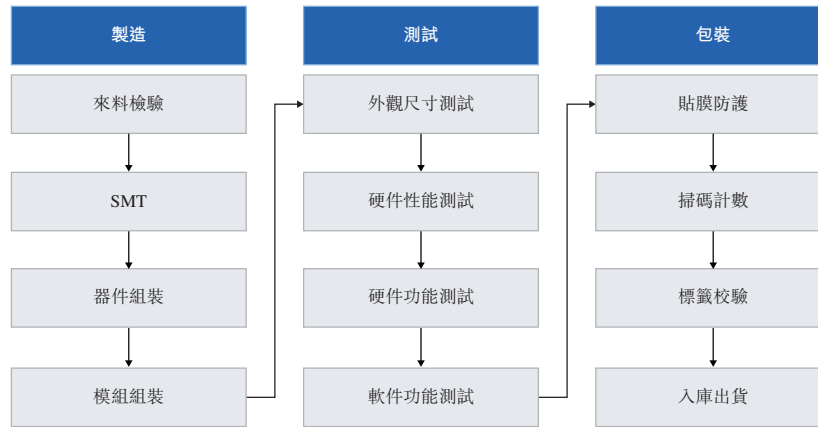 製造
來料檢驗
SMT
器件組裝
模組組裝
測試
外觀尺寸測試
硬件性能測試
硬件功能測試
軟件功能測試
包裝
貼膜防護
掃碼計數
標籤校驗
入庫出貨